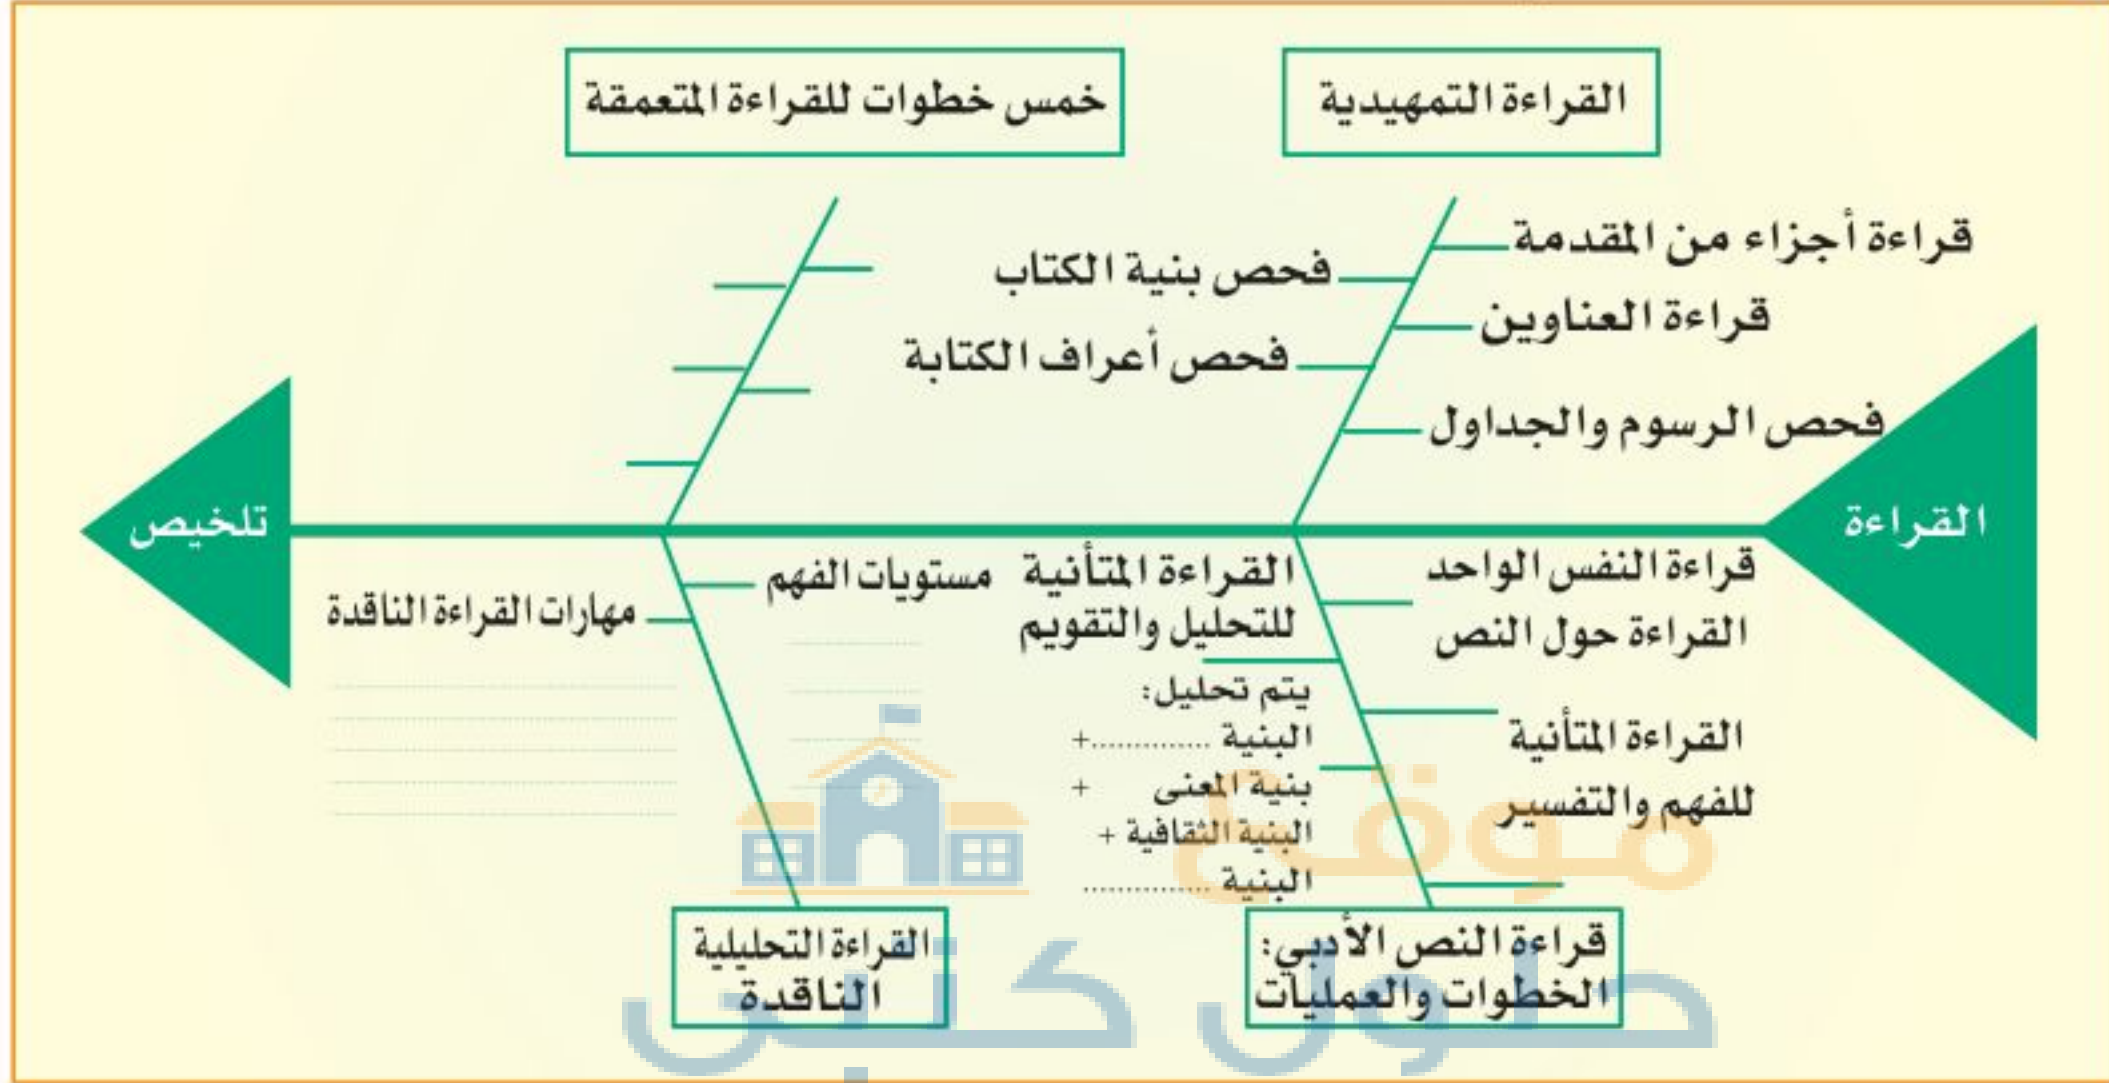 القراءة التمهيدية
خمس خطوات للقراءة المتعمقة
قراءة أجزاء من المقدمة
فحص بنية الكتاب
قراءة العناوين
فحص أعراف الكتابة
فحص الرسوم والجداول
القراءة
تلخيص
قراءة النفس الواحد
القراءة حول النص
القراءة المتأنية
للفهم والتفسير
القراءة المتأنية
للتحليل والتقويم
يتم تحليل:
البنية ..............+
بنية المعنى +
البنية الثقافية +
البنية ...............
قراءة النص الأدبي:
الخطوات والعمليات
مستويات الفهم
مهارات القراءة الناقدة
القراءة التحليلية
الناقدة
موقع
حلول كتبي